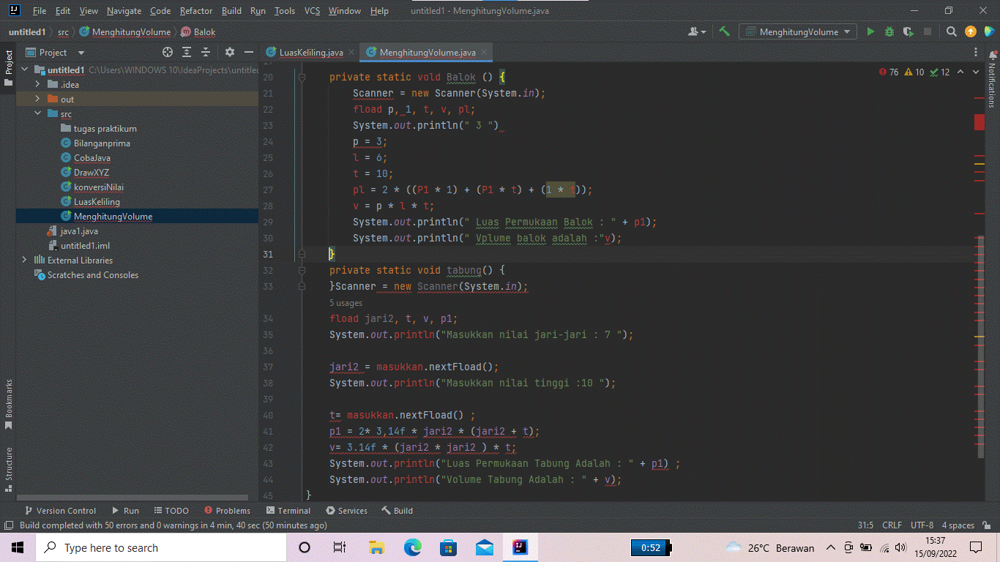 File Edit View Navigate Code Refactor Build Run Tools VCS Window Help untitled1 - MenghitungVolume.java
untitled1 src MenghitungVolume Balok MenghitungVolume
Project
LuasKeliling.java MenghitungVolume.java
Project
Notifications
Bookmarks
Structure
untitled1 C:\Users\WINDOWS 10\IdeaProjects\untitled
.idea
out
src
tugas praktikum
Bilanganprima
CobaJava
DrawXYZ
konversiNilai
LuasKeliling
MenghitungVolume
java1.java
untitled1.iml
External Libraries
Scratches and Consoles
76 10 12
20 private static vold Balok () {
21 Scanner = new Scanner(System.in);
22 fload p, 1, t, v, pl;
23 System.out.println(" 3 ")
24 p = 3;
25 l = 6;
26 t = 10;
27 pl = 2 * ((P1 * 1) + (P1 * t) + (1 * t));
28 v = p * l * t;
29 System.out.println(" Luas Permukaan Balok : " + p1);
30 System.out.println(" Vplume balok adalah :"v);
31 }
32 private static void tabung() {
33 }Scanner = new Scanner(System.in);
5 usages
34 fload jari2, t, v, p1;
35 System.out.println("Masukkan nilai jari-jari : 7 ");
36
37 jari2 = masukkan.nextFload();
38 System.out.println("Masukkan nilai tinggi :10 ");
39
40 t= masukkan.nextFload() ;
41 p1 = 2* 3,14f * jari2 * (jari2 + t);
42 v= 3.14f * (jari2 * jari2 ) * t;
43 System.out.println("Luas Permukaan Tabung Adalah : " + p1) ;
44 System.out.println("Volume Tabung Adalah : " + v);
45 }
Version Control Run TODO Problems Terminal Services Build
Build completed with 50 errors and 0 warnings in 4 min, 40 sec (50 minutes ago) 31:5 CRLF UTF-8 4 spaces
Type here to search 0:52 26°C Berawan 15:37
15/09/2022